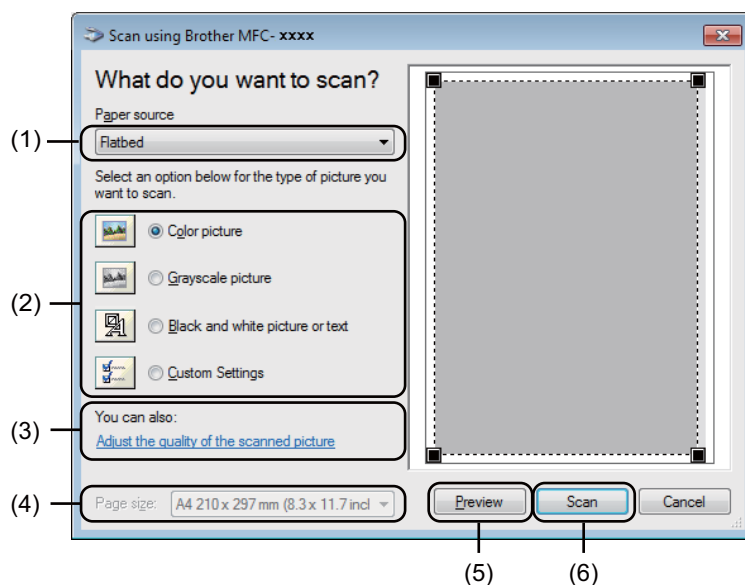 Scan using Brother MFC- xxxx
What do you want to scan?
Paper source
(1)
Flatbed
Select an option below for the type of picture you
want to scan.
(2)
Color picture
Grayscale picture
Black and white picture or text
Custom Settings
(3)
You can also:
Adjust the quality of the scanned picture
(4)
Page size: A4 210 x 297 mm (8.3 x 11.7 incl
Preview Scan Cancel
(5) (6)